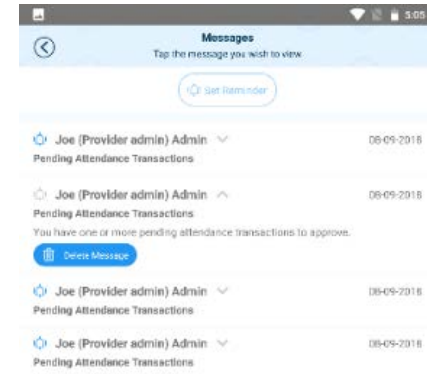 5:05
Messages
Tap the message you wish to view
Set Reminder
Joe (Provider admin) Admin 08-09-2018
Pending Attendance Transactions
Joe (Provider admin) Admin 08-09-2018
Pending Attendance Transactions
You have one or more pending attendance transactions to approve.
Delete Message
Joe (Provider admin) Admin 08-09-2018
Pending Attendance Transactions
Joe (Provider admin) Admin 08-09-2018
Pending Attendance Transactions